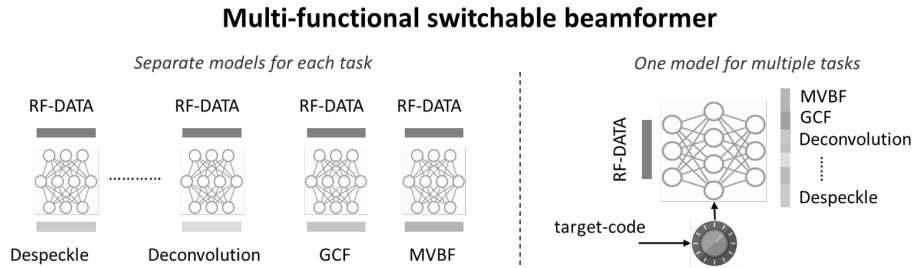 Multi-functional switchable beamformer
Separate models for each task
RF-DATA
RF-DATA
RF-DATA
RF-DATA
............
Despeckle
Deconvolution
GCF
MVBF
One model for multiple tasks
RF-DATA
MVBF
GCF
Deconvolution
.....
Despeckle
target-code